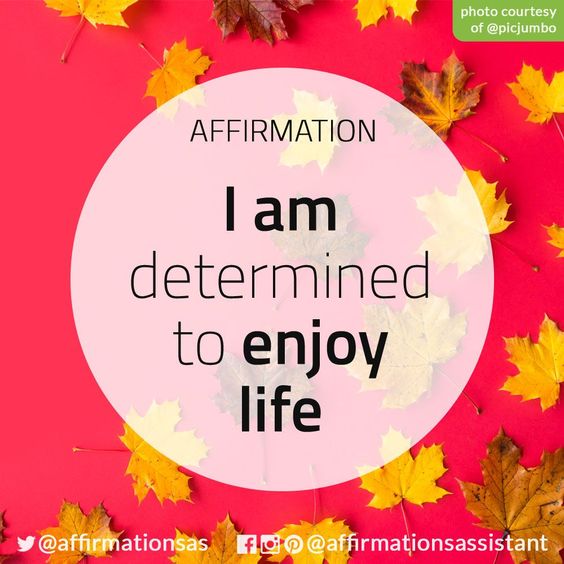 photo courtesy
of @picjumbo
AFFIRMATION
I am
determined
to enjoy
life
@affirmationsas @affirmationsassistant